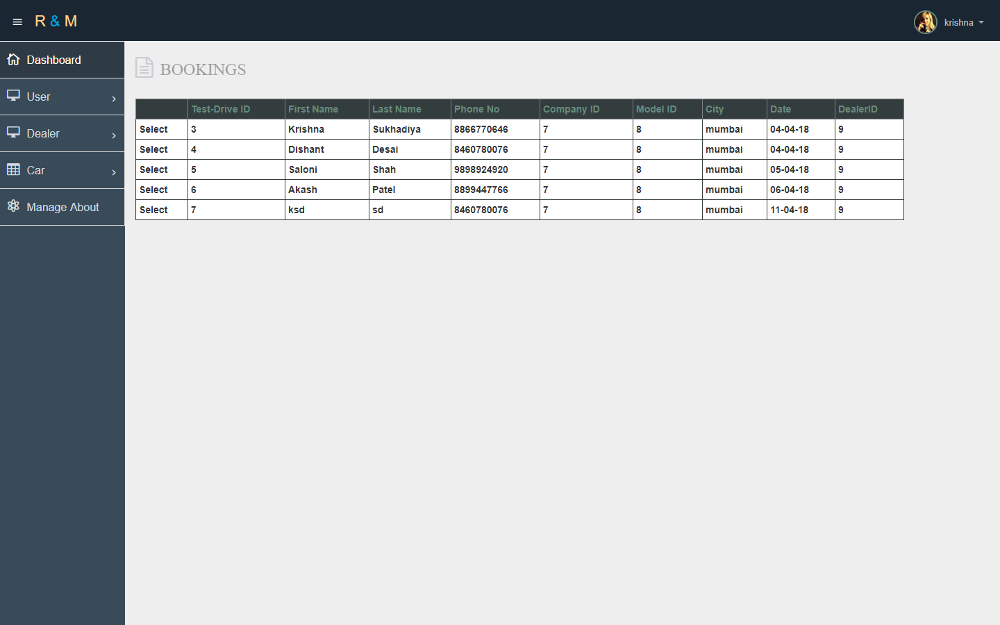 R & M
krishna
Dashboard
User
Dealer
Car
Manage About
BOOKINGS
Test-Drive ID First Name Last Name Phone No Company ID Model ID City Date DealerID
Select 3 Krishna Sukhadiya 8866770646 7 8 mumbai 04-04-18 9
Select 4 Dishant Desai 8460780076 7 8 mumbai 04-04-18 9
Select 5 Saloni Shah 9898924920 7 8 mumbai 05-04-18 9
Select 6 Akash Patel 8899447766 7 8 mumbai 06-04-18 9
Select 7 ksd sd 8460780076 7 8 mumbai 11-04-18 9